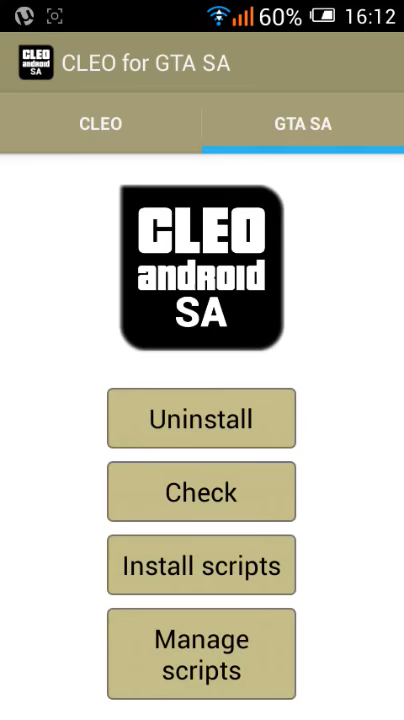 60% 16:12
CLEO
android
SA
CLEO for GTA SA
CLEO
GTA SA
CLEO
android
SA
Uninstall
Check
Install scripts
Manage
scripts